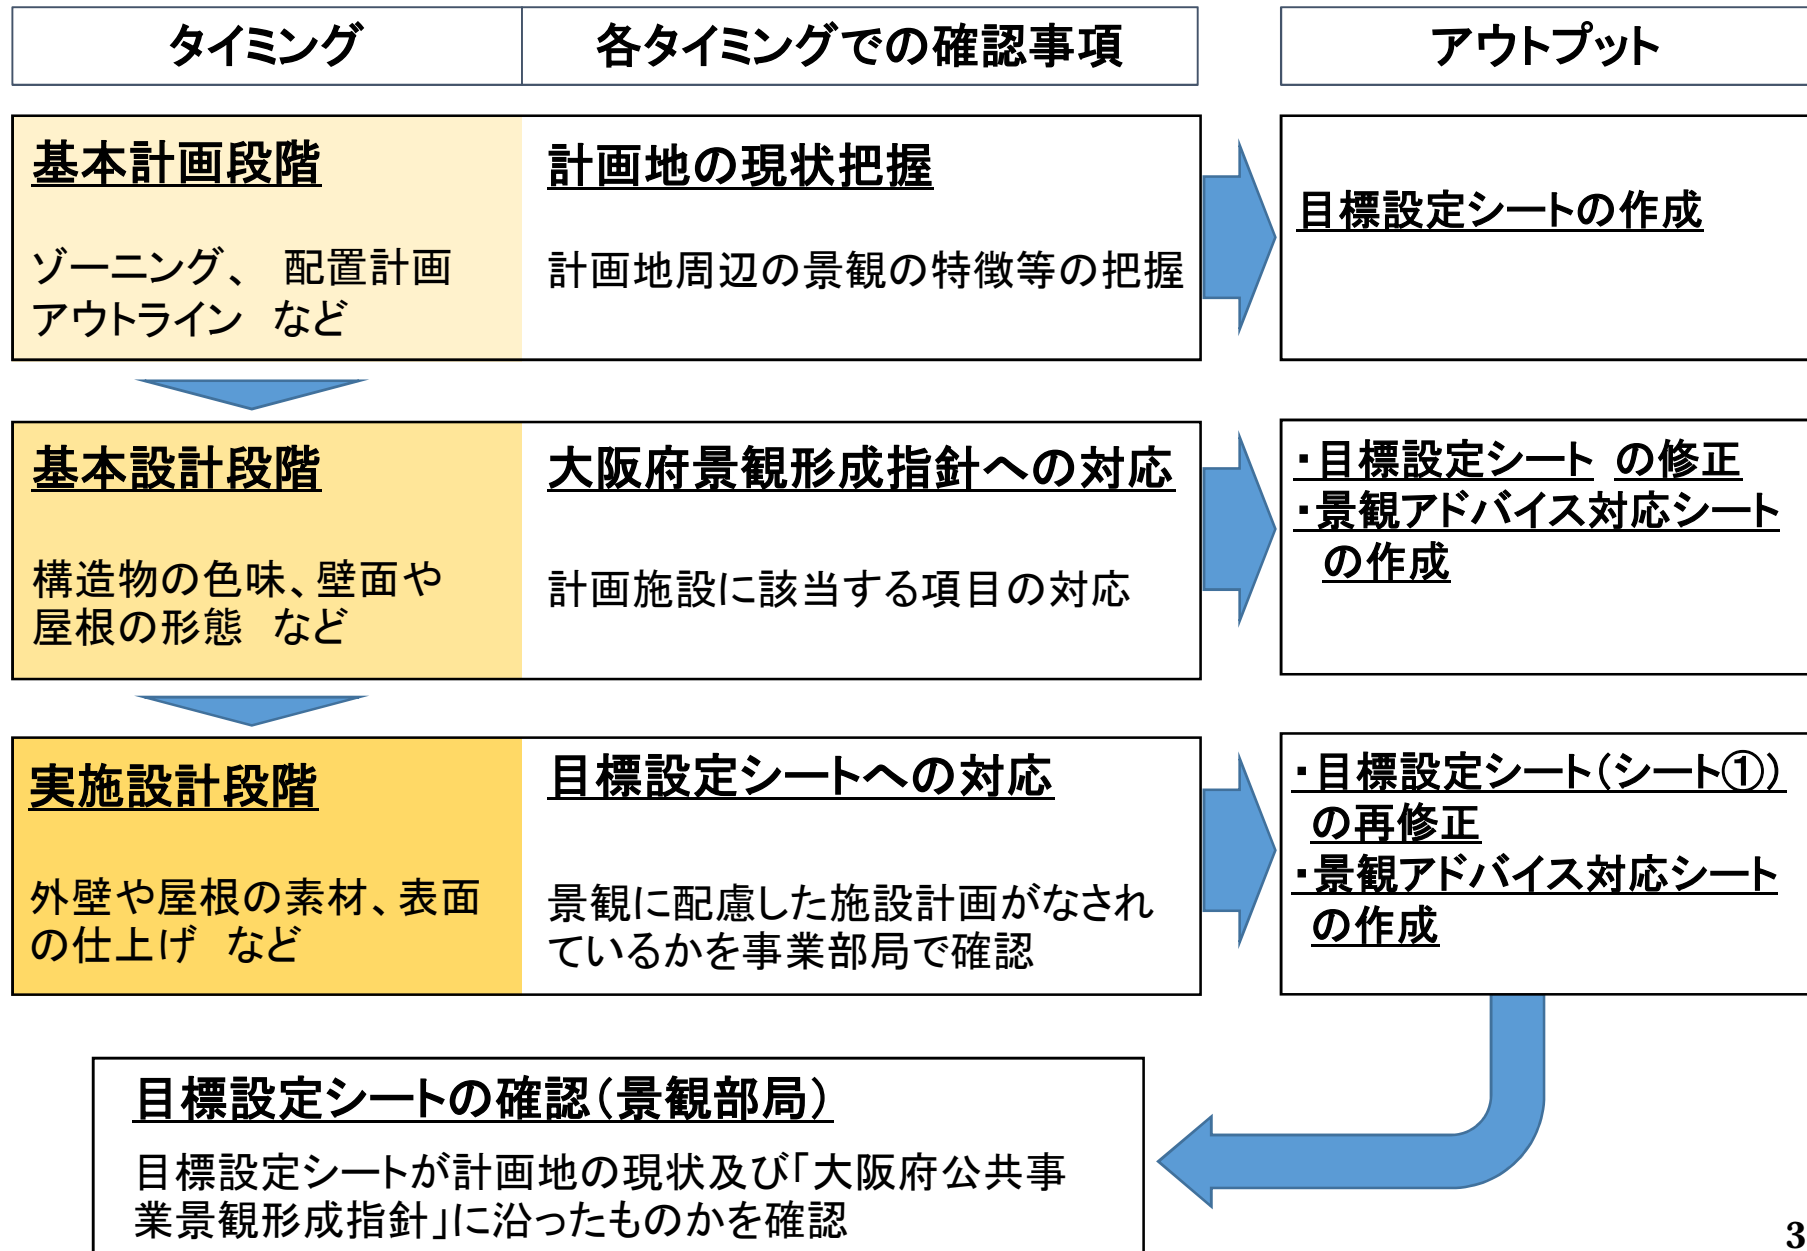 タイミング
各タイミングでの確認事項
アウトプット
基本計画段階
ゾーニング、 配置計画
アウトライン　など
計画地の現状把握
計画地周辺の景観の特徴等の把握
目標設定シートの作成
基本設計段階
構造物の色味、壁面や
屋根の形態　など
大阪府景観形成指針への対応
計画施設に該当する項目の対応
・目標設定シート の修正
・景観アドバイス対応シート
の作成
実施設計段階
外壁や屋根の素材、表面
の仕上げ　など
目標設定シートへの対応
景観に配慮した施設計画がなされ
ているかを事業部局で確認
・目標設定シート（シート①）
の再修正
・景観アドバイス対応シート
の作成
目標設定シートの確認（景観部局）
目標設定シートが計画地の現状及び「大阪府公共事
業景観形成指針」に沿ったものかを確認
3